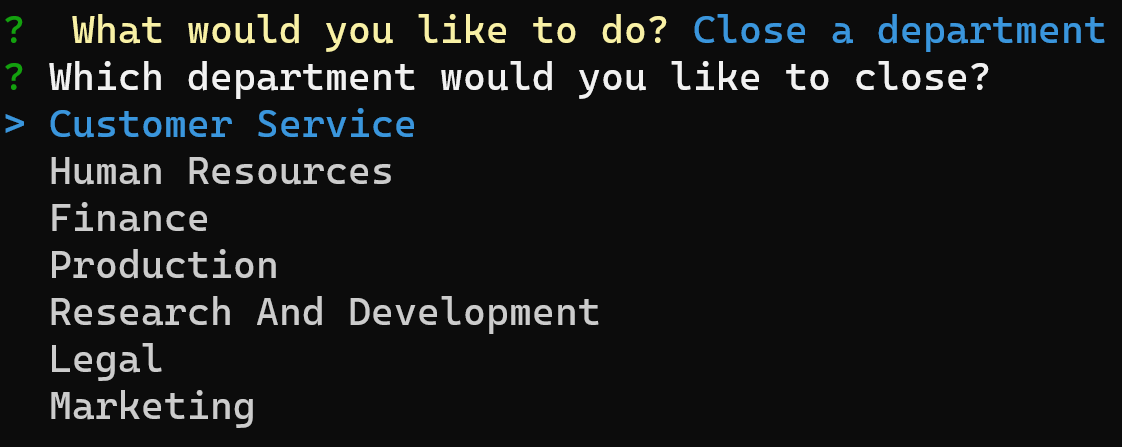 ? What would you like to do? Close a department
? Which department would you like to close?
> Customer Service
Human Resources
Finance
Production
Research And Development
Legal
Marketing